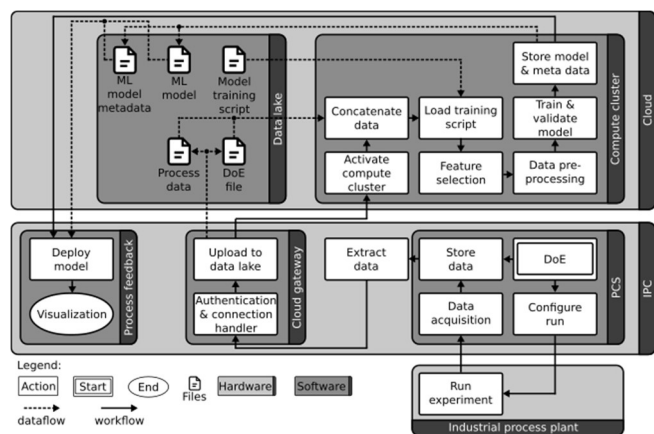 ML
model
metadata
ML
model
Model
training
script
Process
data
DoE
file
Data lake
Concatenate
data
Load training
script
Store model
& meta data
Train &
validate
model
Activate
compute
cluster
Feature
selection
Data pre-
processing
Compute cluster
Cloud
Deploy
model
Visualization
Process feedback
Upload to
data lake
Authentication
& connection
handler
Cloud gateway
Extract
data
Store
data
DoE
Data
acquisition
Configure
run
PCS
IPC
Run
experiment
Industrial process plant
Legend:
Action
Start
End
Files
Hardware
Software
dataflow
workflow